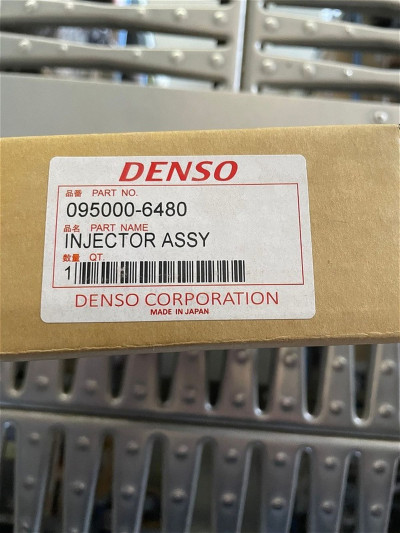 DENSO
品番 PART NO.
095000-6480
品名 PART NAME
INJECTOR ASSY
数量 QT.
1
DENSO CORPORATION
MADE IN JAPAN